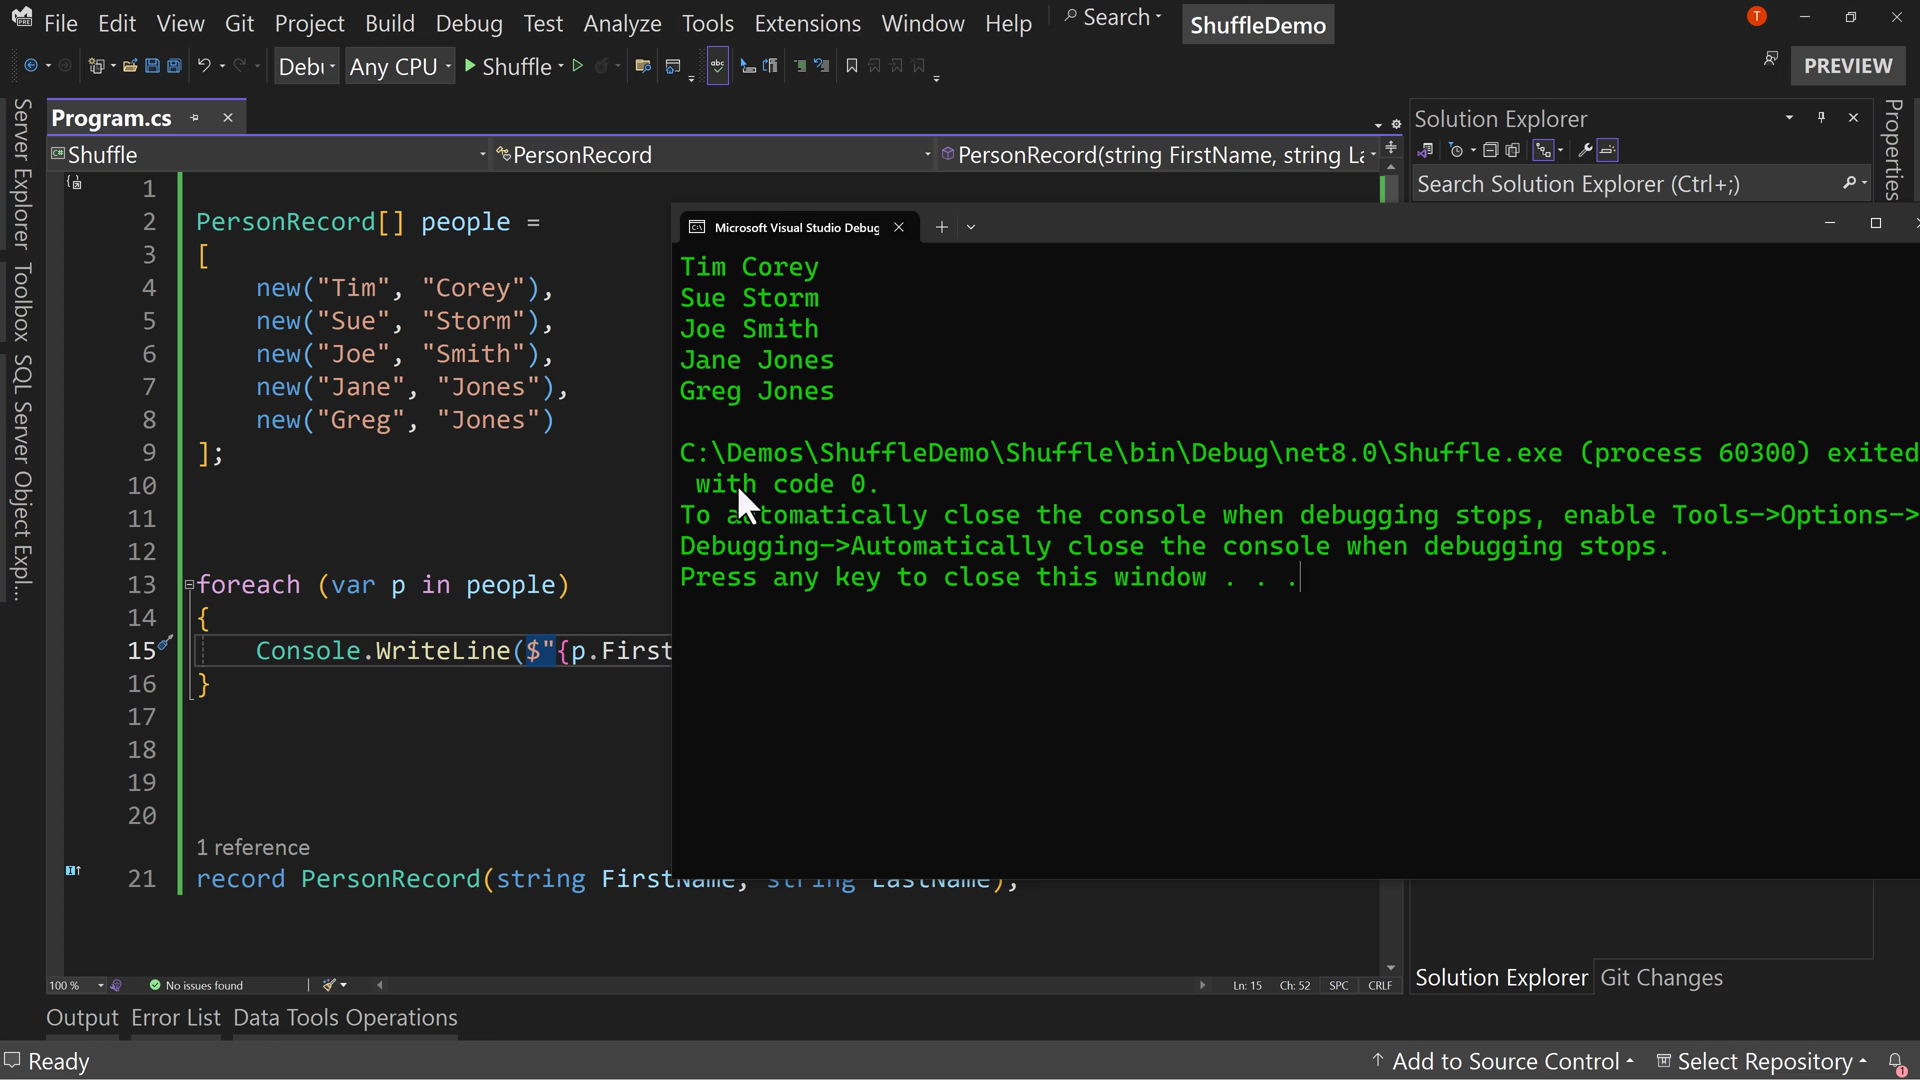 File Edit View Git Project Build Debug Test Analyze Tools Extensions Window Help Search ShuffleDemo T
Debu Any CPU Shuffle abc PREVIEW
Server Explorer
Toolbox
SQL Server Object Expl...
Program.cs
Shuffle PersonRecord PersonRecord(string FirstName, string La
1
2 PersonRecord[] people =
3 [
4 new("Tim", "Corey"),
5 new("Sue", "Storm"),
6 new("Joe", "Smith"),
7 new("Jane", "Jones"),
8 new("Greg", "Jones")
9 ];
10
11
12
13 foreach (var p in people)
14 {
15 Console.WriteLine($"{p.First
16 }
17
18
19
20
1 reference
21 record PersonRecord(string FirstName, string LastName);
Microsoft Visual Studio Debug
Tim Corey
Sue Storm
Joe Smith
Jane Jones
Greg Jones
C:\Demos\ShuffleDemo\Shuffle\bin\Debug\net8.0\Shuffle.exe (process 60300) exited
with code 0.
To automatically close the console when debugging stops, enable Tools->Options->
Debugging->Automatically close the console when debugging stops.
Press any key to close this window . . .
Solution Explorer
Search Solution Explorer (Ctrl+;)
Properties
Solution Explorer Git Changes
100 % No issues found Ln: 15 Ch: 52 SPC CRLF
Output Error List Data Tools Operations
Ready Add to Source Control Select Repository 1